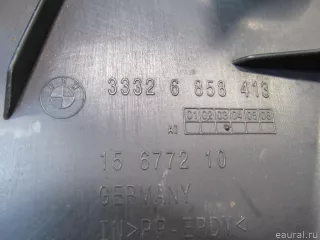 BMW
3332 6 858 413
AI
01 02 03 04 05 06
15 6772 10
GERMANY
>PP-EPDM<
eaural.ru